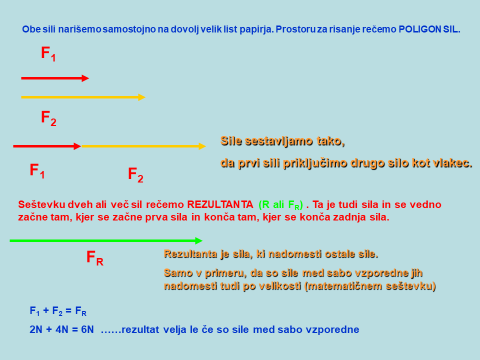 Obe sili narišemo samostojno na dovolj velik list papirja. Prostoru za risanje rečemo POLIGON SIL.
F1
F2
Sile sestavljamo tako,
da prvi sili priključimo drugo silo kot vlakec.
F1
F2
Seštevku dveh ali več sil rečemo REZULTANTA (R ali FR) . Ta je tudi sila in se vedno
začne tam, kjer se začne prva sila in konča tam, kjer se konča zadnja sila.
FR
Rezultanta je sila, ki nadomesti ostale sile.
Samo v primeru, da so sile med sabo vzporedne jih
nadomesti tudi po velikosti (matamatičnem seštevku)
F1 + F2 = FR
2N + 4N = 6N ……rezultat velja le če so sile med sabo vzporedne